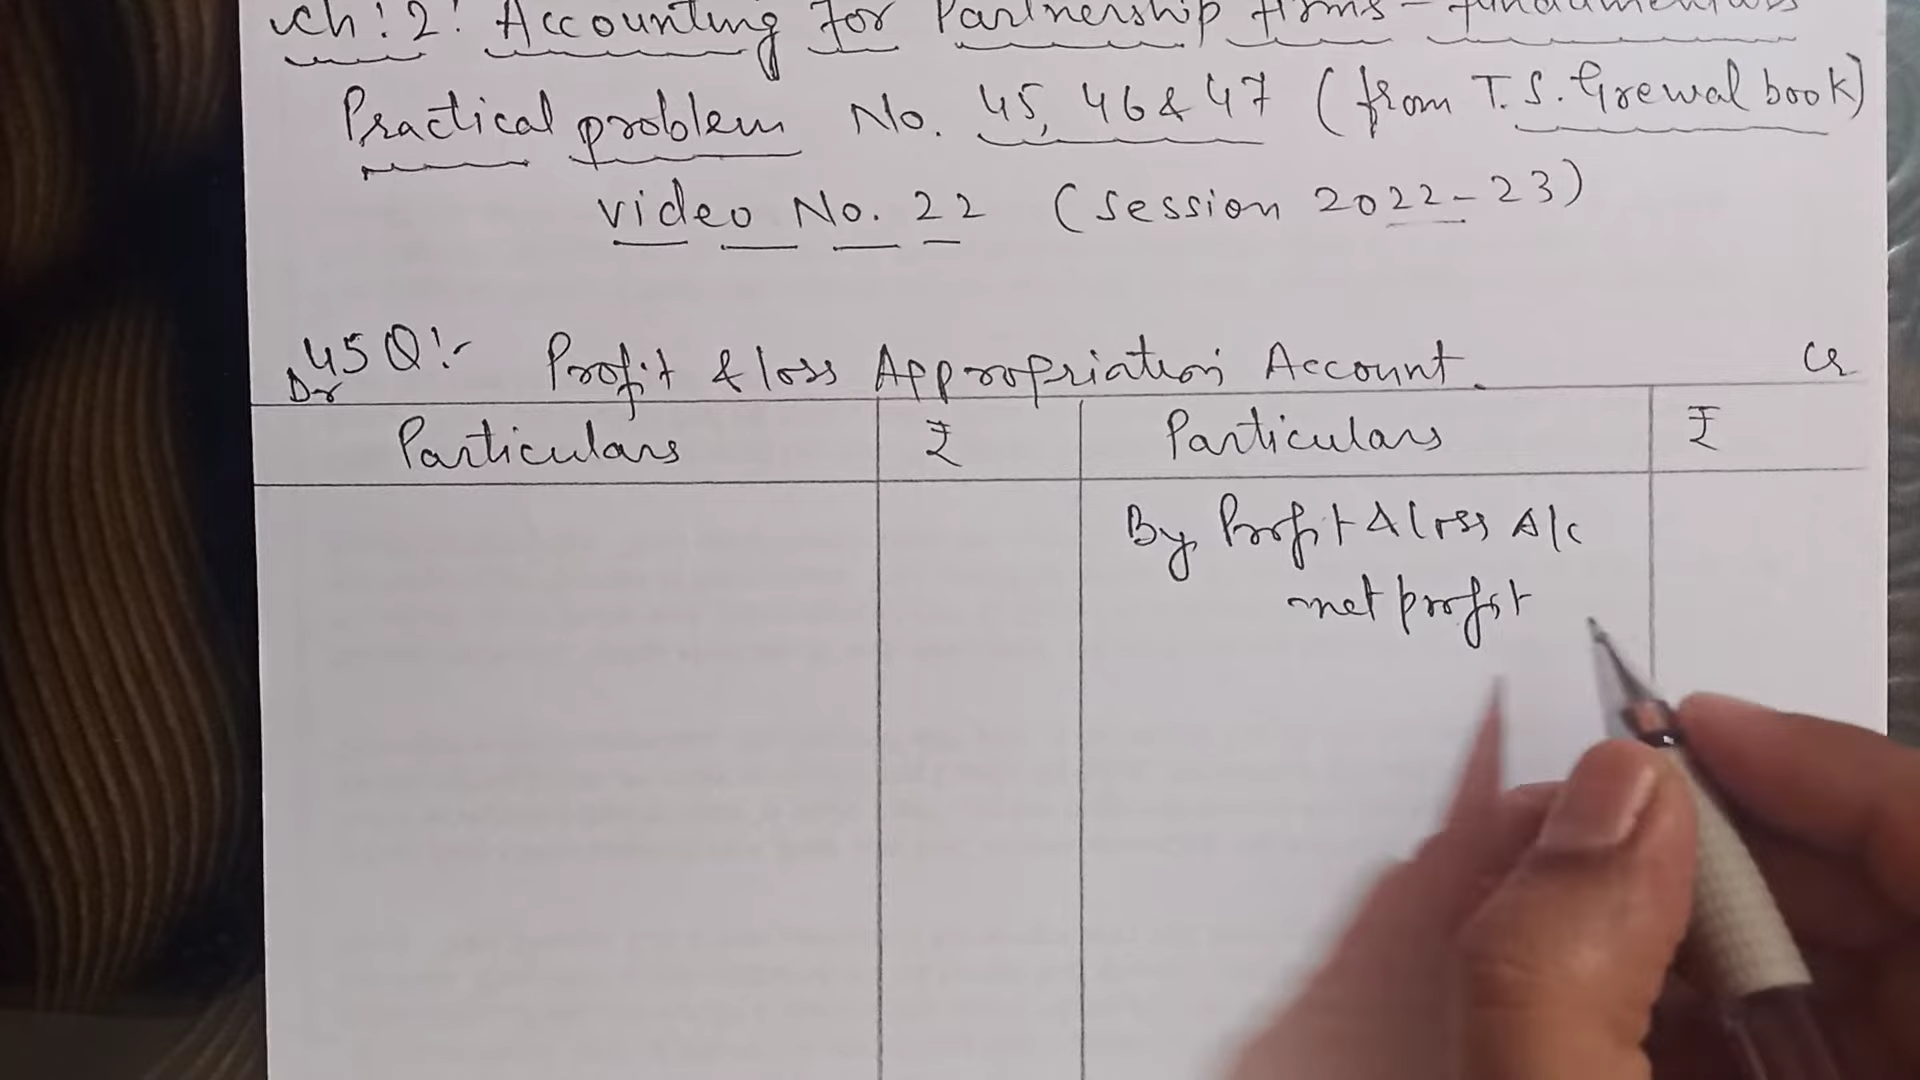 ch: 2: Accounting for Partnership firms - fundamentals
Practical problem No. 45, 46 & 47 (from T.S. Grewal book)
video No. 22 (Session 2022-23)
45 Q:- Profit & loss Appropriation Account.
Dr Cr
Particulars ₹ Particulars ₹
By Profit & Loss A/c
net profit